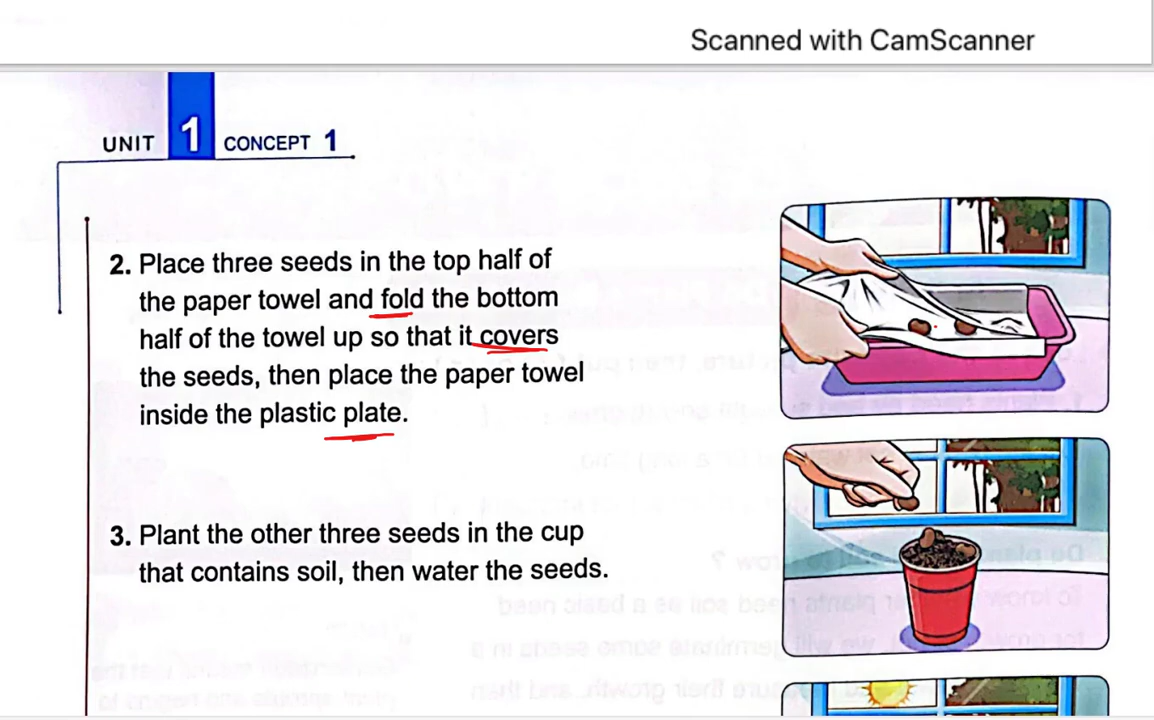 Scanned with CamScanner
UNIT 1 CONCEPT 1
2. Place three seeds in the top half of
the paper towel and fold the bottom
half of the towel up so that it covers
the seeds, then place the paper towel
inside the plastic plate.
3. Plant the other three seeds in the cup
that contains soil, then water the seeds.